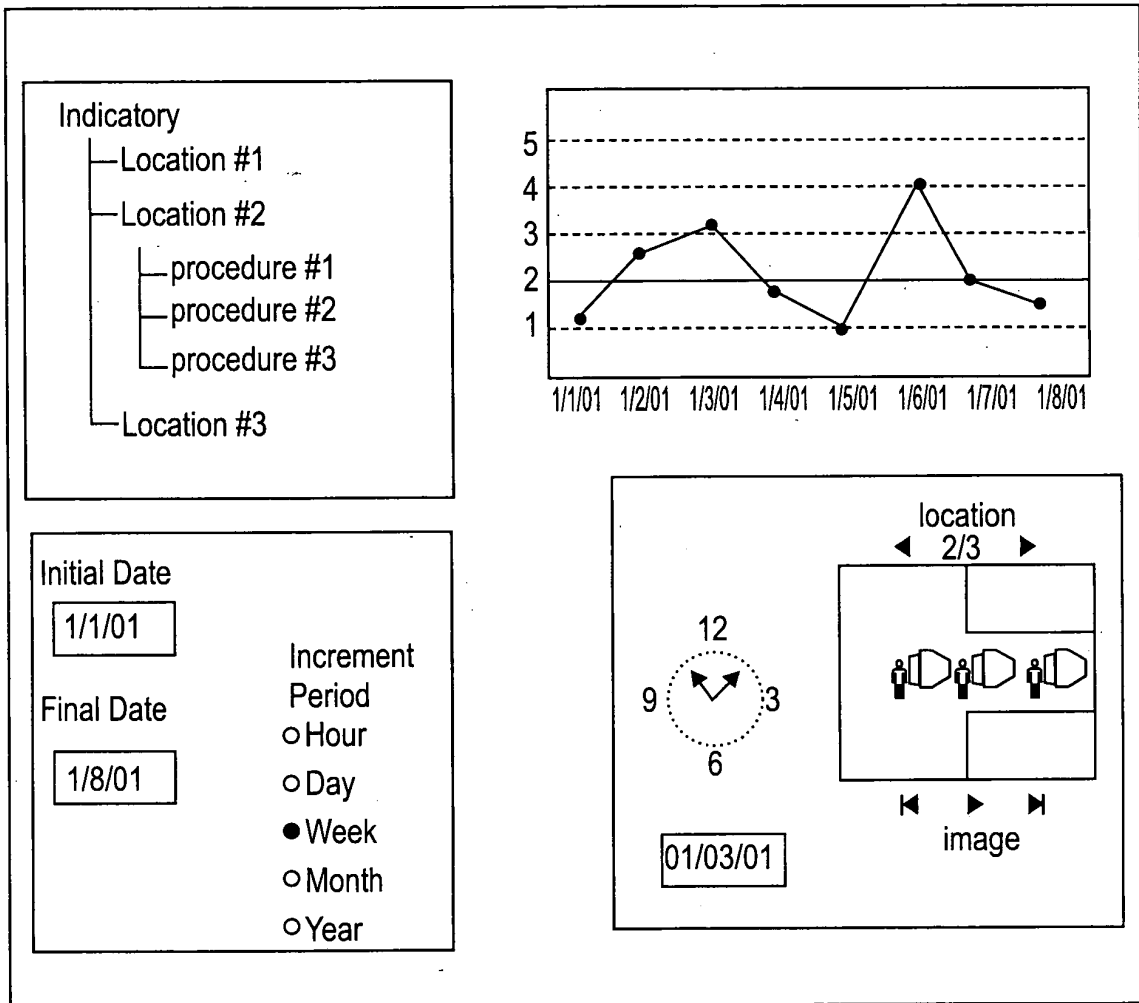 Indicatory
Location #1
Location #2
procedure #1
procedure #2
procedure #3
Location #3
5
4
3
2
1
1/1/01 1/2/01 1/3/01 1/4/01 1/5/01 1/6/01 1/7/01 1/8/01
Initial Date
1/1/01
Final Date
1/8/01
Increment
Period
Hour
Day
Week
Month
Year
12
9 3
6
01/03/01
location
2/3
image